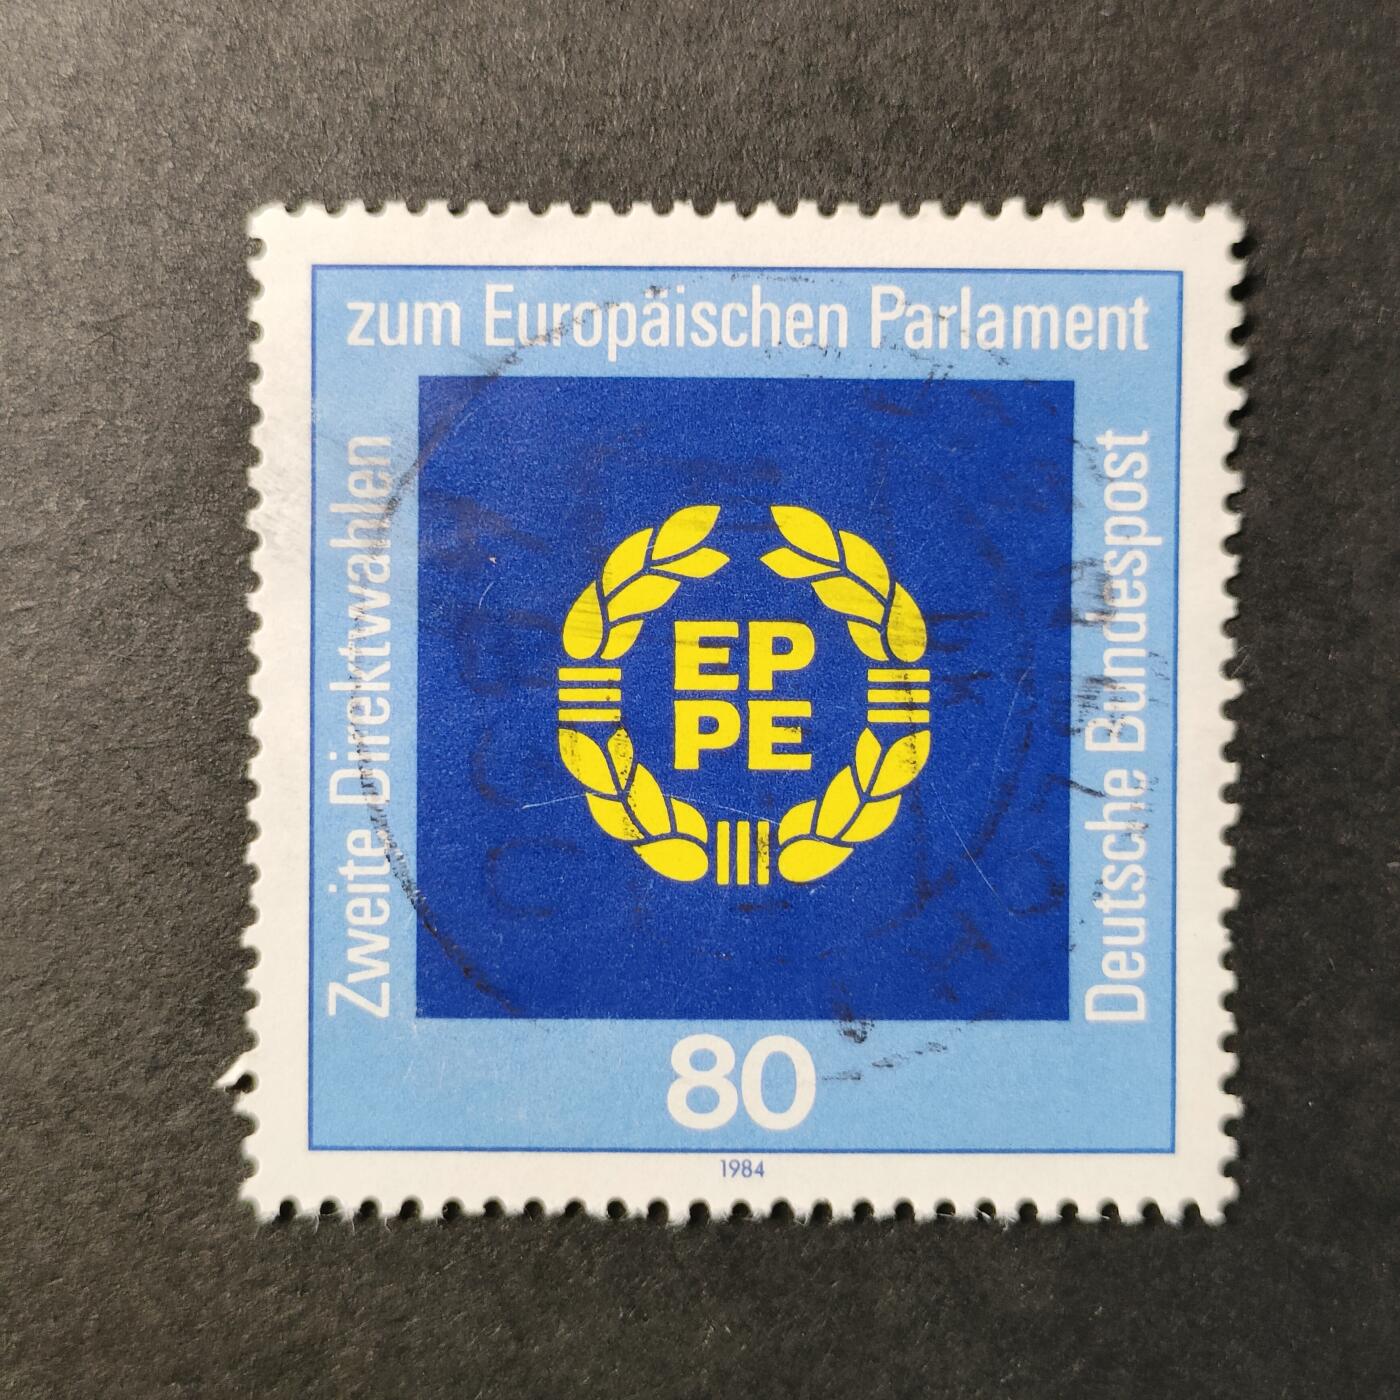 Zweite Direktwahlen
zum Europäischen Parlament
Deutsche Bundespost
EP
PE
80
1984